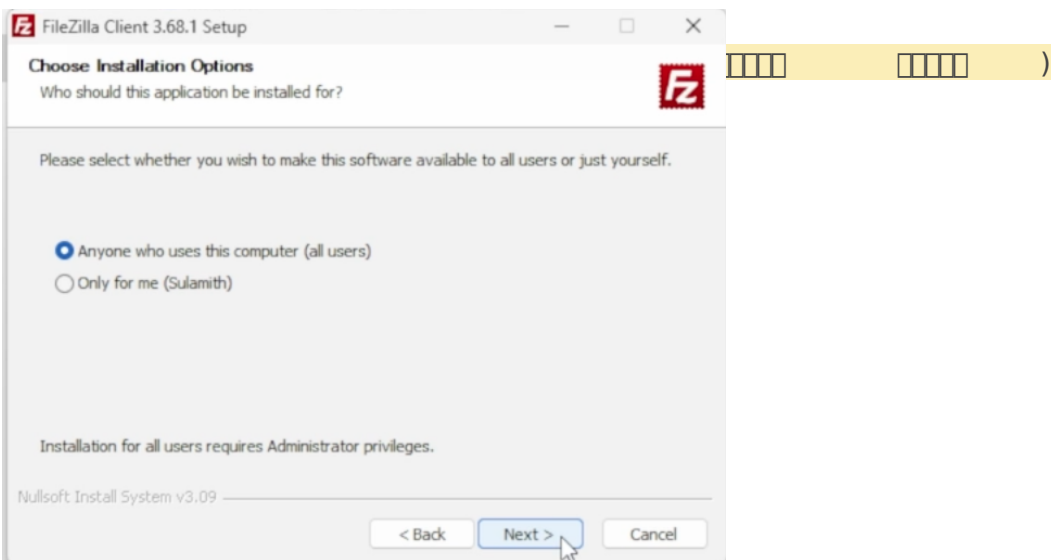 FileZilla Client 3.68.1 Setup
Choose Installation Options
Who should this application be installed for?
Please select whether you wish to make this software available to all users or just yourself.
Anyone who uses this computer (all users)
Only for me (Sulamith)
Installation for all users requires Administrator privileges.
Nullsoft Install System v3.09
< Back Next > Cancel
)